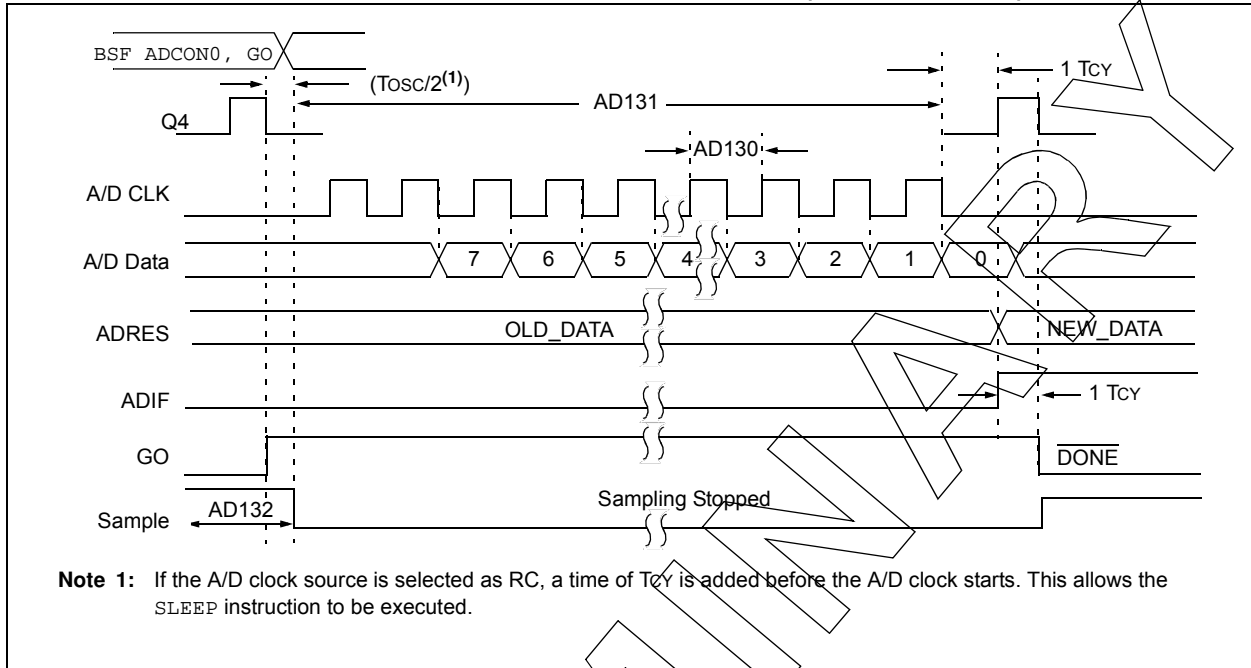 BSF ADCON0, GO
(TOSC/2(1))
1 TCY
AD131
Q4
AD130
A/D CLK
A/D Data
7 6 5 4 3 2 1 0
ADRES
OLD_DATA
NEW_DATA
ADIF
1 TCY
GO
DONE
Sample
AD132
Sampling Stopped
Note 1: If the A/D clock source is selected as RC, a time of TCY is added before the A/D clock starts. This allows the
SLEEP instruction to be executed.